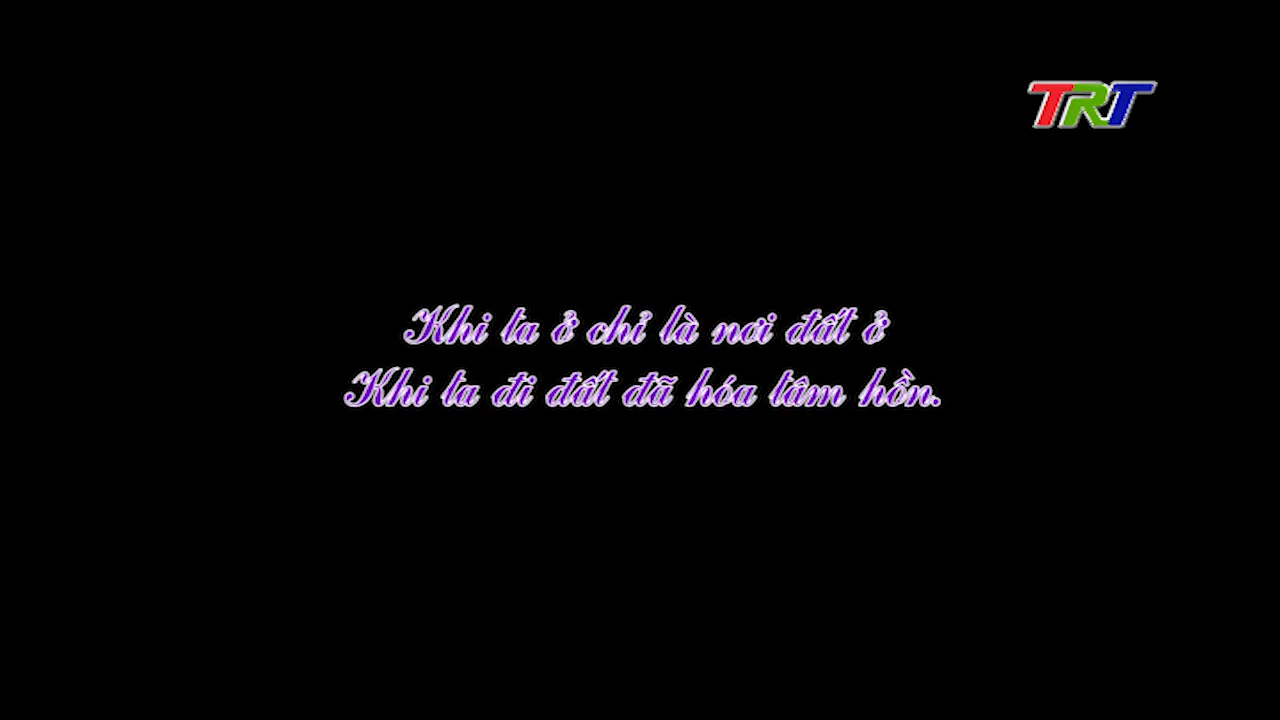 TRT
Khi ta ở chỉ là nơi đất ở
Khi ta đi đất đã hóa tâm hồn.